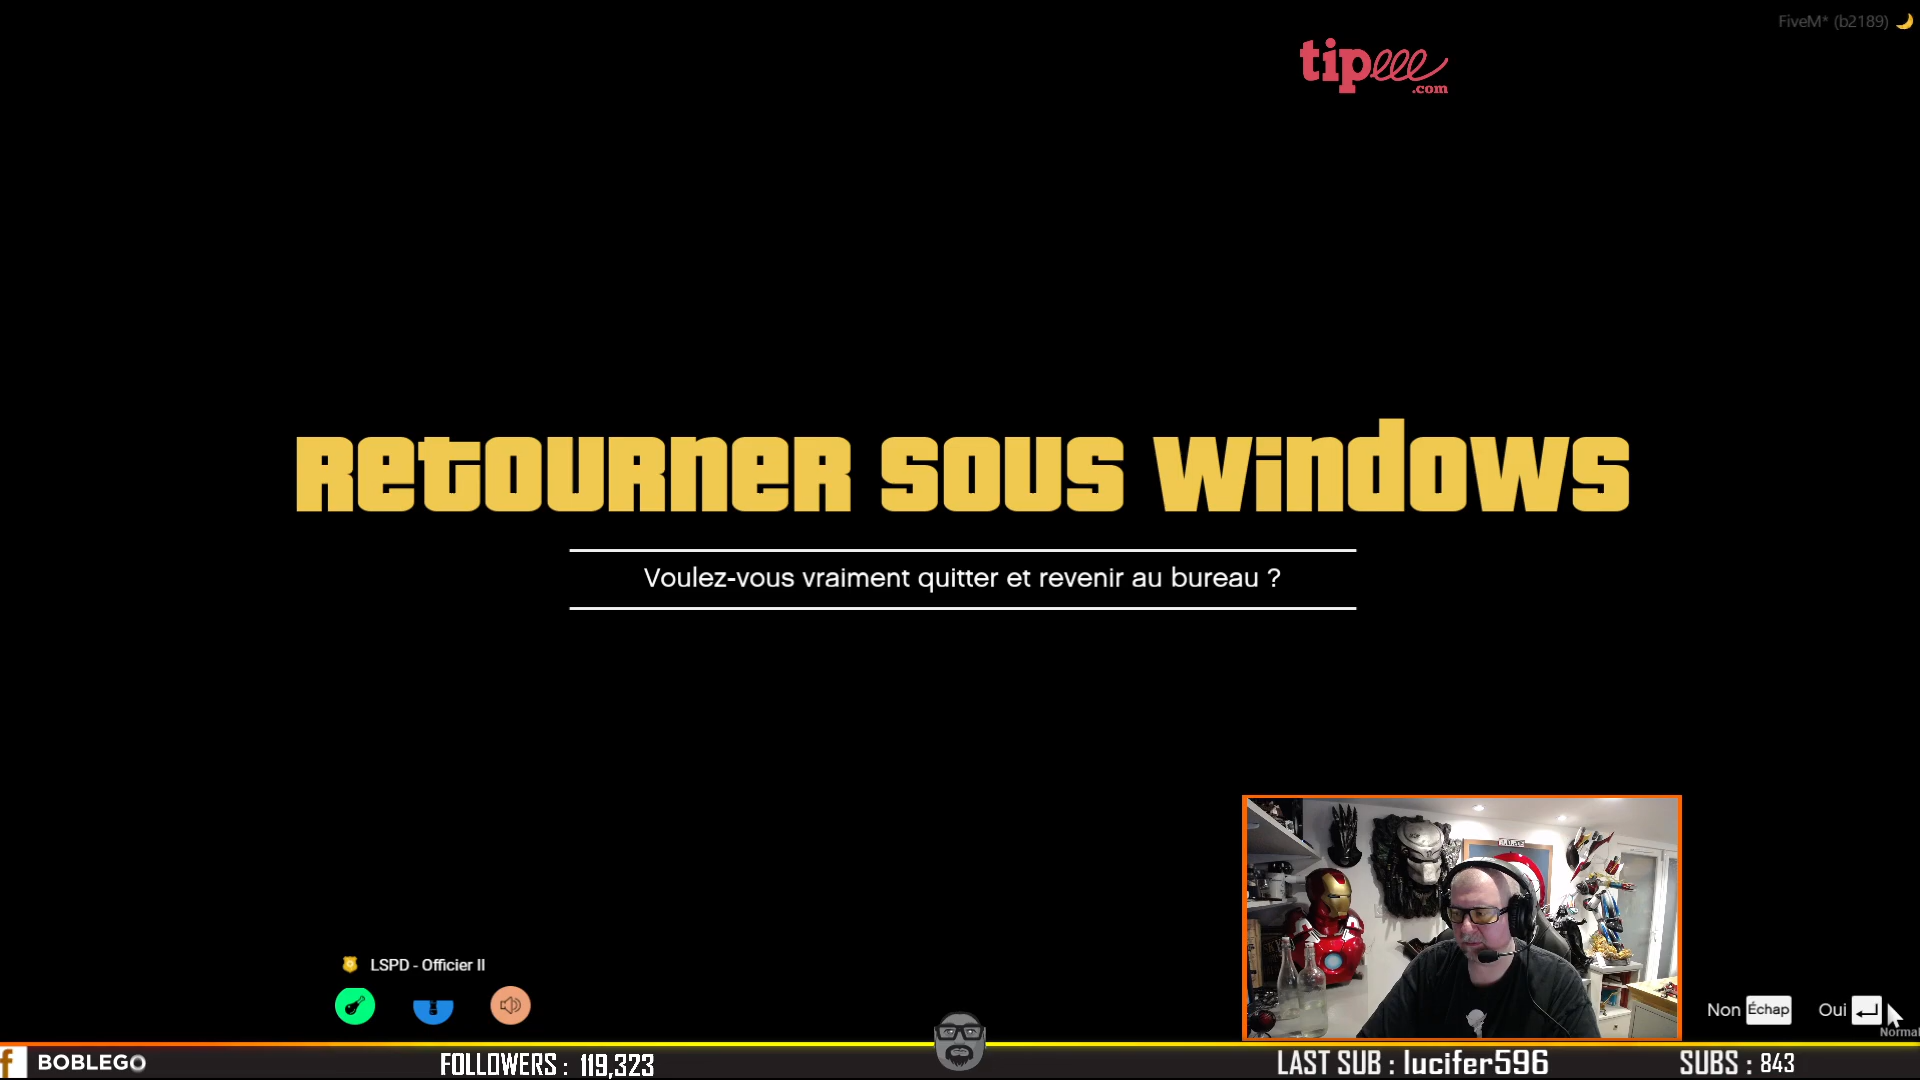 FiveM* (b2189)
tipeee
.com
Retourner sous Windows
Voulez-vous vraiment quitter et revenir au bureau ?
LSPD - Officier II
Non Échap Oui
Normal
f BOBLEGO
FOLLOWERS : 119,323
LAST SUB : lucifer596
SUBS : 843